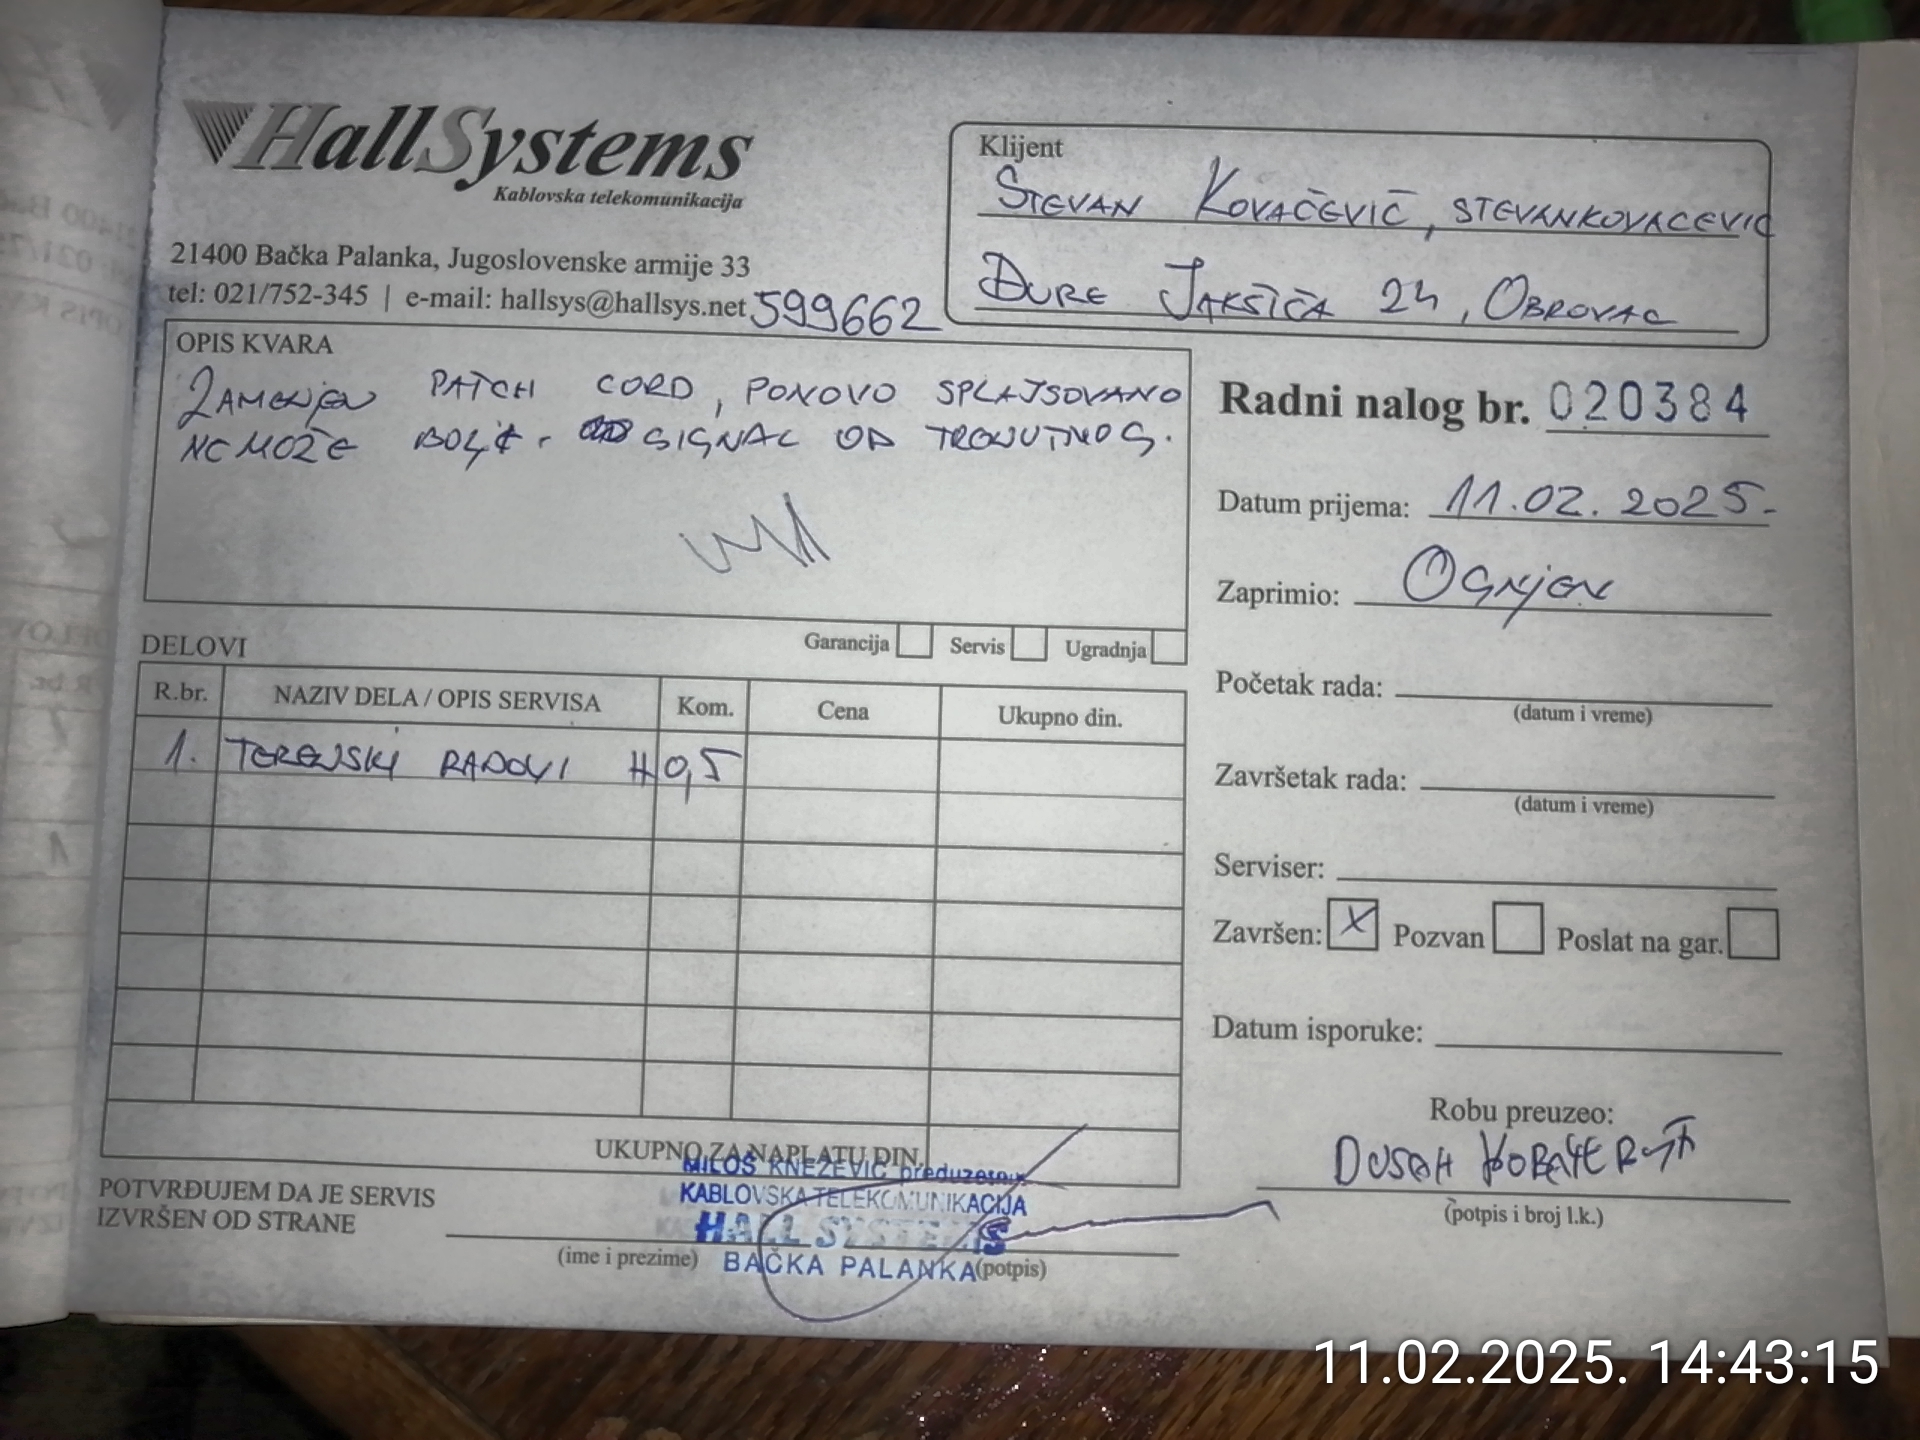 HallSystems
Kablovska telekomunikacija
21400 Bačka Palanka, Jugoslovenske armije 33
tel: 021/752-345 | e-mail: hallsys@hallsys.net
599662
Klijent
STEVAN KOVAČEVIČ, STEVANKOVACEVIC
ĐURE JAKŠIČA 24, OBROVAC
OPIS KVARA
ZAMENJEN PATCH CORD, PONOVO SPLAJSOVANO
NE MOŽE BOLJE SIGNAL OD TRENUTNOG.
Radni nalog br. 020384
Datum prijema: 11.02.2025.
Zaprimio: OGNJEN
Početak rada:
(datum i vreme)
Završetak rada:
(datum i vreme)
Serviser:
Završen: X Pozvan Poslat na gar.
Datum isporuke:
Robu preuzeo:
DUSAN
(potpis i broj l.k.)
Garancija Servis Ugradnja
DELOVI
R.br. NAZIV DELA / OPIS SERVISA Kom. Cena Ukupno din.
1. TERENSKI RADOVI H 0,5
UKUPNO ZA NAPLATU DIN.
POTVRĐUJEM DA JE SERVIS
IZVRŠEN OD STRANE
(ime i prezime) (potpis)
MILOŠ KNEŽEVIĆ preduzetnik
KABLOVSKA TELEKOMUNIKACIJA
HALL SYSTEMS
BAČKA PALANKA
11.02.2025. 14:43:15